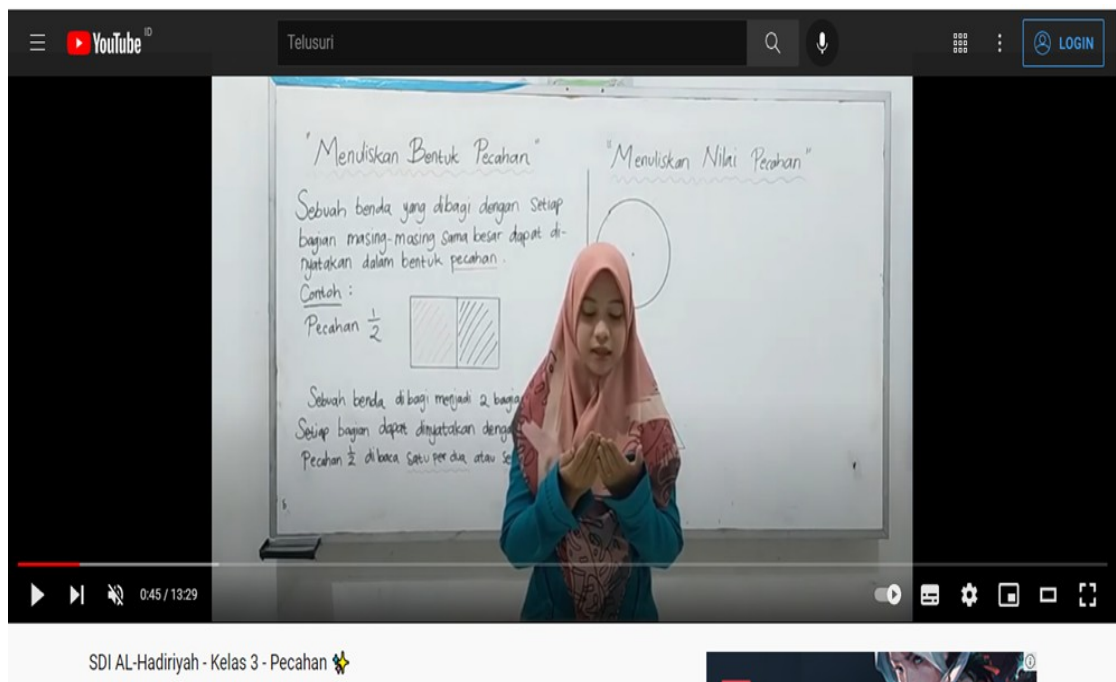 YouTube ID
Telusuri
LOGIN
"Menuliskan Bentuk Pecahan"
Sebuah benda yang dibagi dengan setiap
bagian masing-masing sama besar dapat di-
nyatakan dalam bentuk pecahan.
Contoh :
Pecahan 1/2
Sebuah benda dibagi menjadi 2 bagia
Setiap bagian dapat dinyatakan denga
Pecahan 1/2 dibaca satu per dua atau se
"Menuliskan Nilai Pecahan"
0:45 / 13:29
SDI AL-Hadiriyah - Kelas 3 - Pecahan ✨